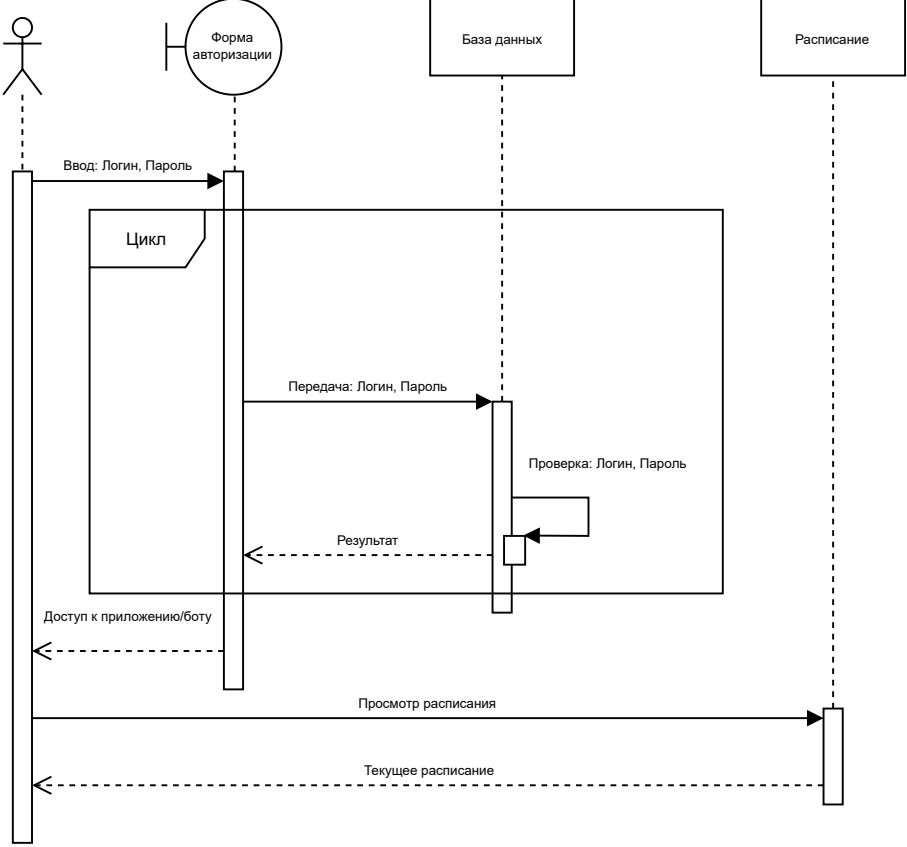 Форма
авторизации
База данных
Расписание
Ввод: Логин, Пароль
Цикл
Передача: Логин, Пароль
Проверка: Логин, Пароль
Результат
Доступ к приложению/боту
Просмотр расписания
Текущее расписание